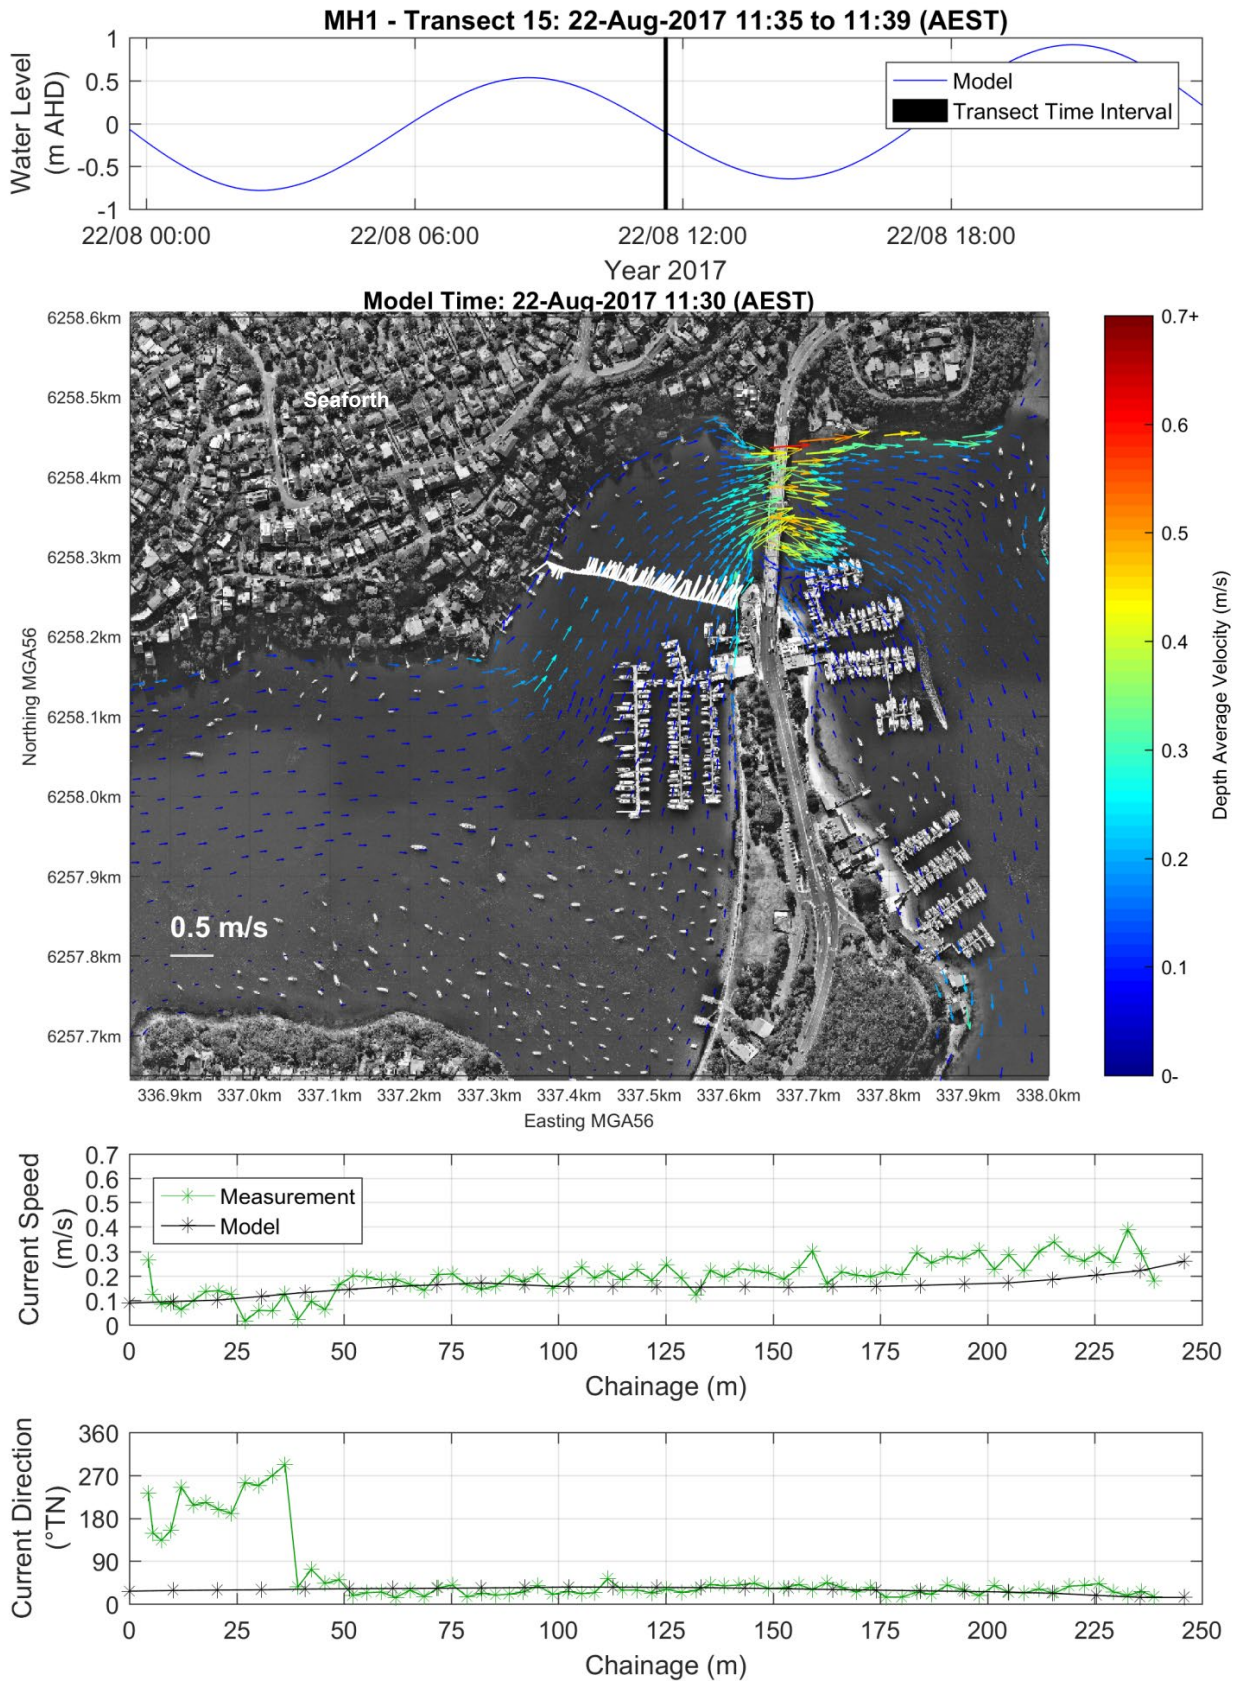 MH1 - Transect 15: 22-Aug-2017 11:35 to 11:39 (AEST)
Water Level
(m AHD)
1
0.5
0
-0.5
-1
Model
Transect Time Interval
22/08 00:00 22/08 06:00 22/08 12:00 22/08 18:00
Year 2017
Model Time: 22-Aug-2017 11:30 (AEST)
Northing MGA56
6258.6km
6258.5km
6258.4km
6258.3km
6258.2km
6258.1km
6258.0km
6257.9km
6257.8km
6257.7km
Seaforth
0.5 m/s
336.9km 337.0km 337.1km 337.2km 337.3km 337.4km 337.5km 337.6km 337.7km 337.8km 337.9km 338.0km
Easting MGA56
0.7+
0.6
0.5
0.4
0.3
0.2
0.1
0-
Depth Average Velocity (m/s)
Current Speed
(m/s)
0.7
0.6
0.5
0.4
0.3
0.2
0.1
0
Measurement
Model
0 25 50 75 100 125 150 175 200 225 250
Chainage (m)
Current Direction
(°TN)
360
270
180
90
0
0 25 50 75 100 125 150 175 200 225 250
Chainage (m)